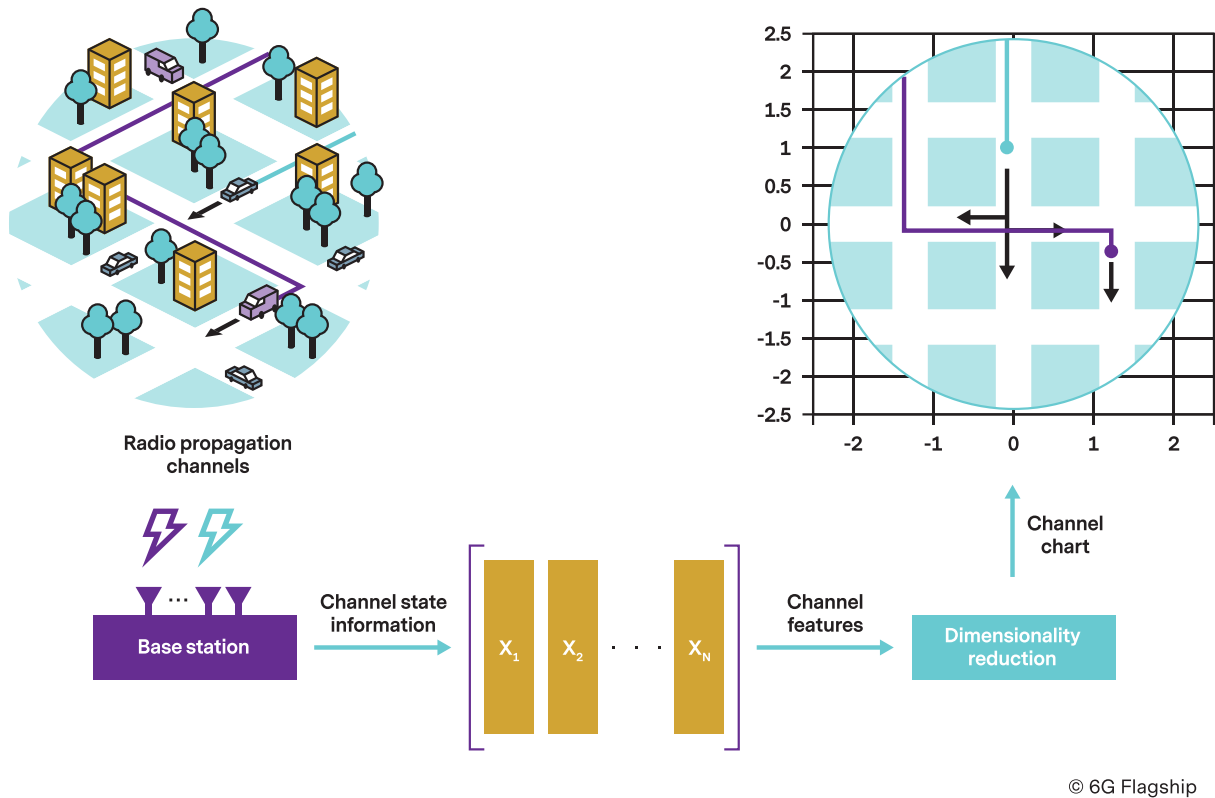 2.5
2
1.5
1
0.5
0
-0.5
-1
-1.5
-2
-2.5
-2 -1 0 1 2
Radio propagation
channels
Channel
chart
Base station
Channel state
information
X1 X2 . . . XN
Channel
features
Dimensionality
reduction
© 6G Flagship